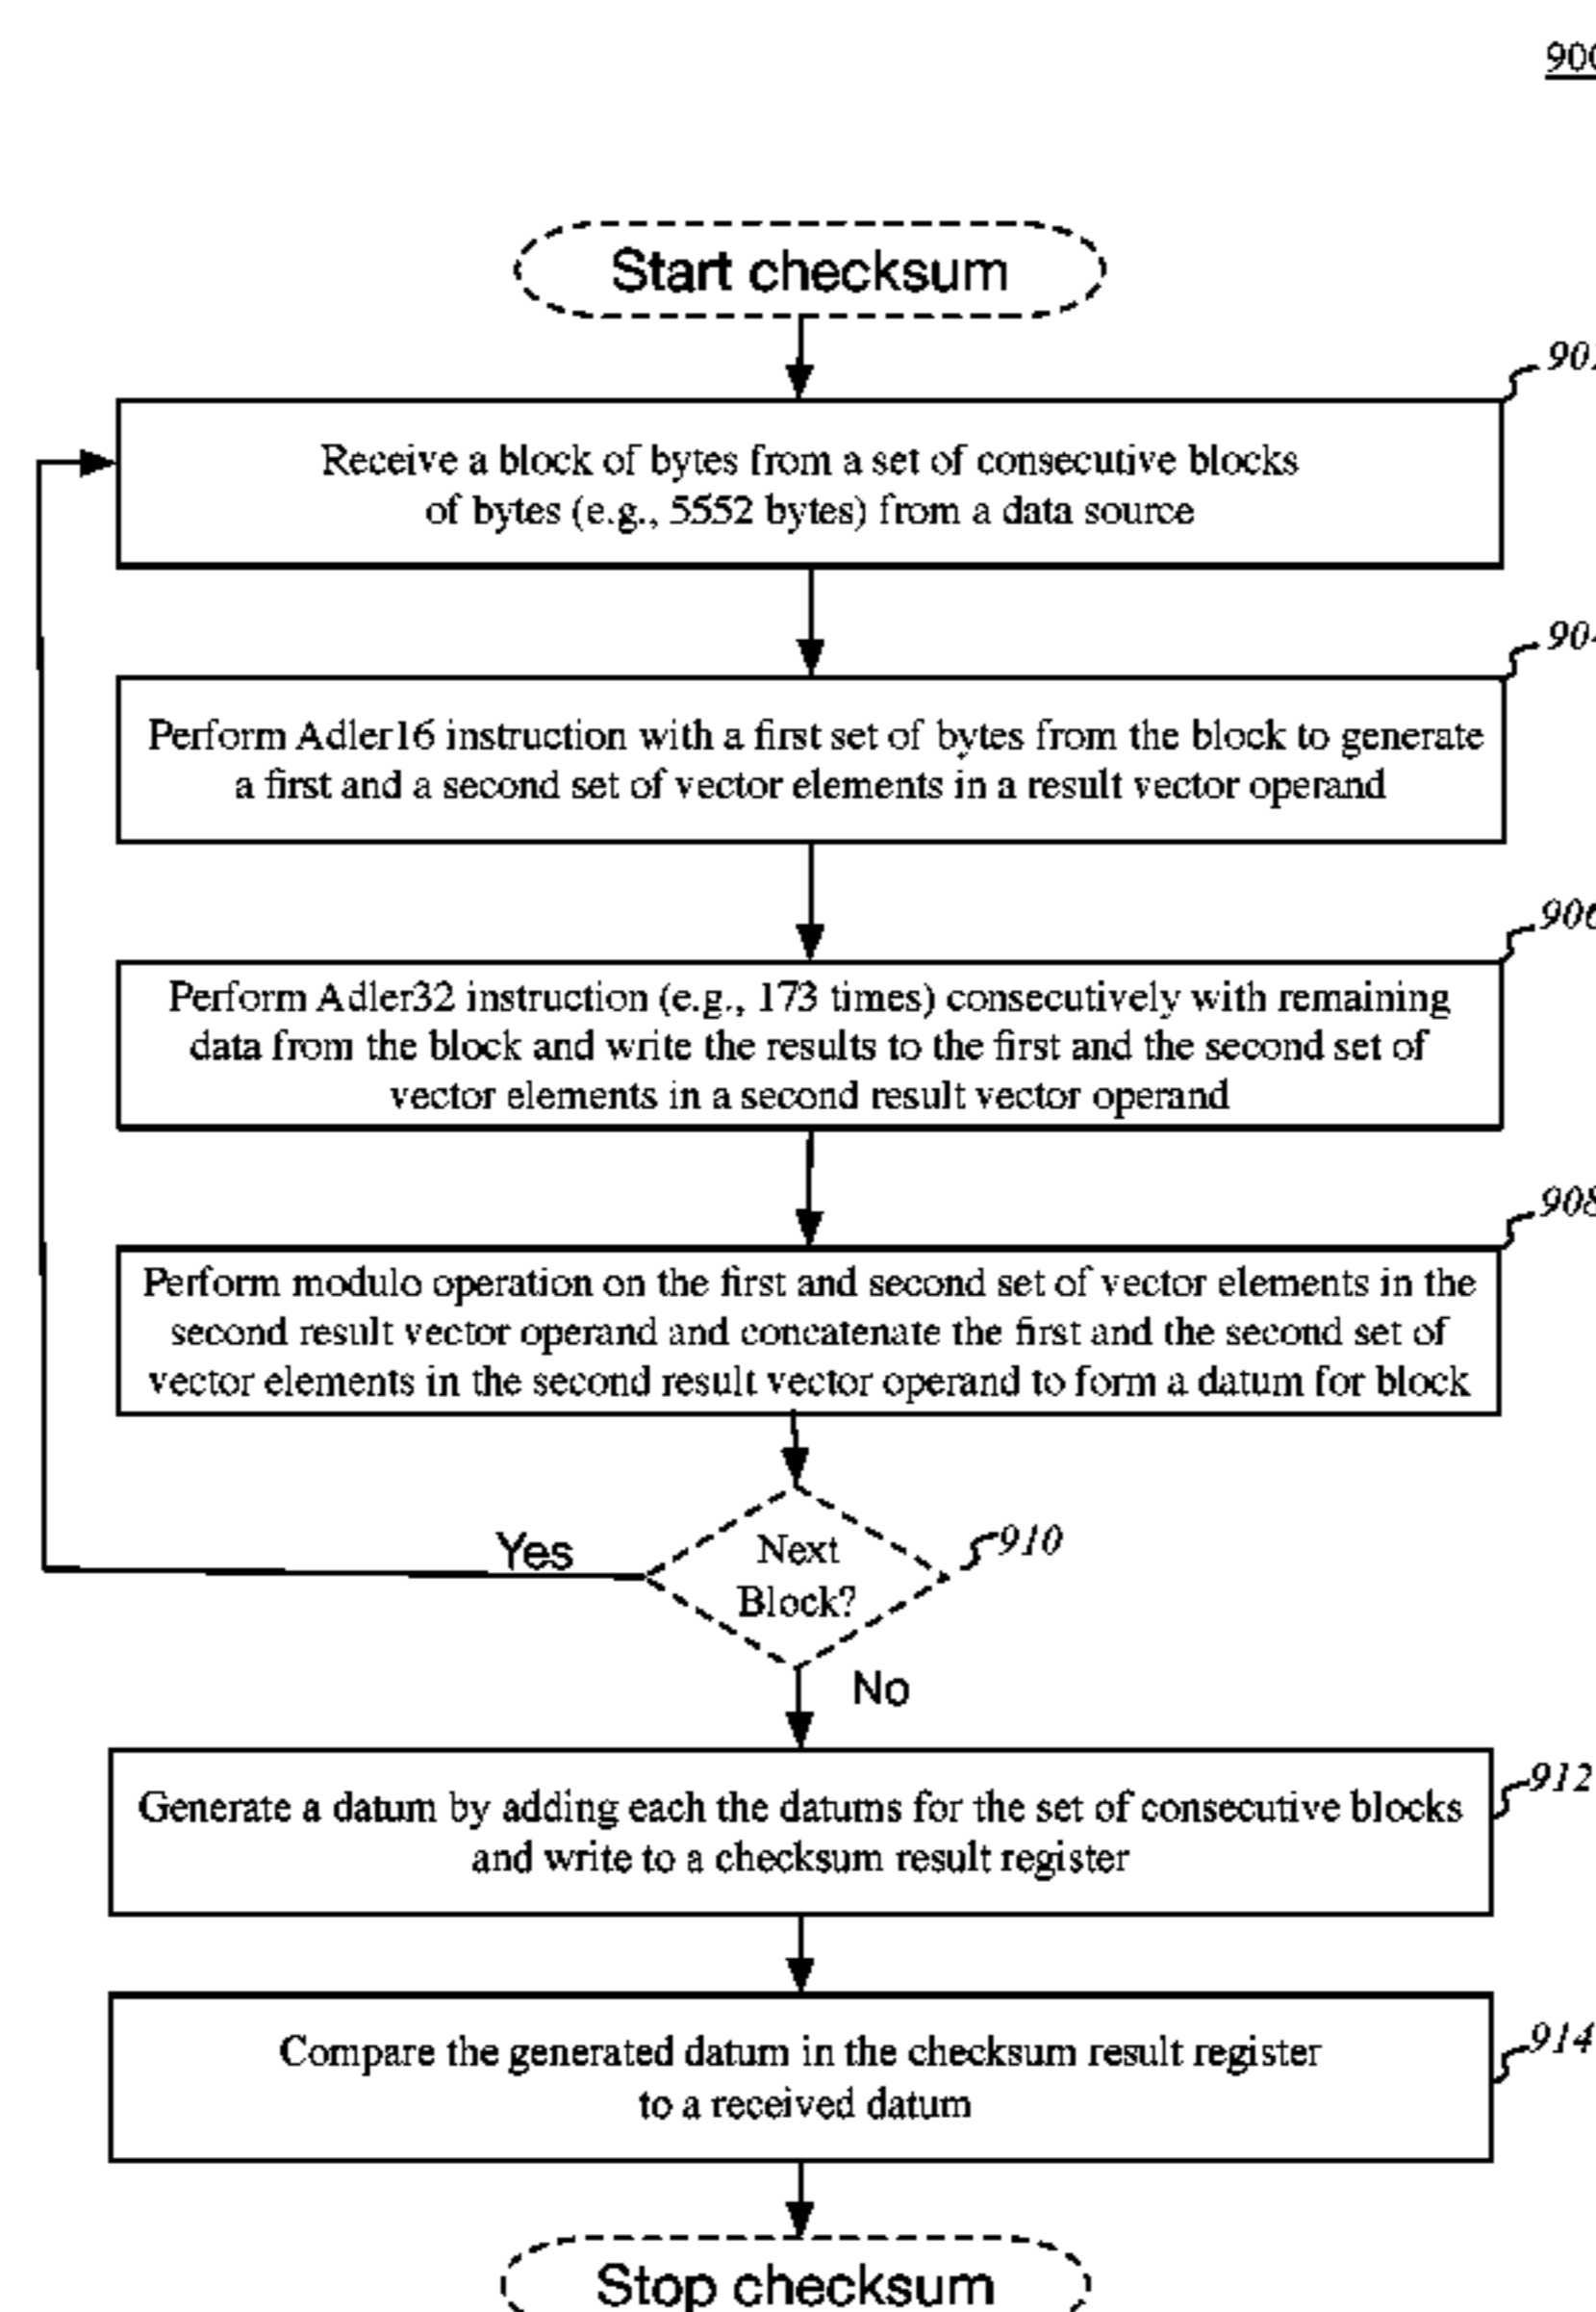 900
Start checksum
902
Receive a block of bytes from a set of consecutive blocks
of bytes (e.g., 5552 bytes) from a data source
904
Perform Adler16 instruction with a first set of bytes from the block to generate
a first and a second set of vector elements in a result vector operand
906
Perform Adler32 instruction (e.g., 173 times) consecutively with remaining
data from the block and write the results to the first and the second set of
vector elements in a second result vector operand
908
Perform modulo operation on the first and second set of vector elements in the
second result vector operand and concatenate the first and the second set of
vector elements in the second result vector operand to form a datum for block
Next
Block?
910
Yes
No
912
Generate a datum by adding each the datums for the set of consecutive blocks
and write to a checksum result register
914
Compare the generated datum in the checksum result register
to a received datum
Stop checksum